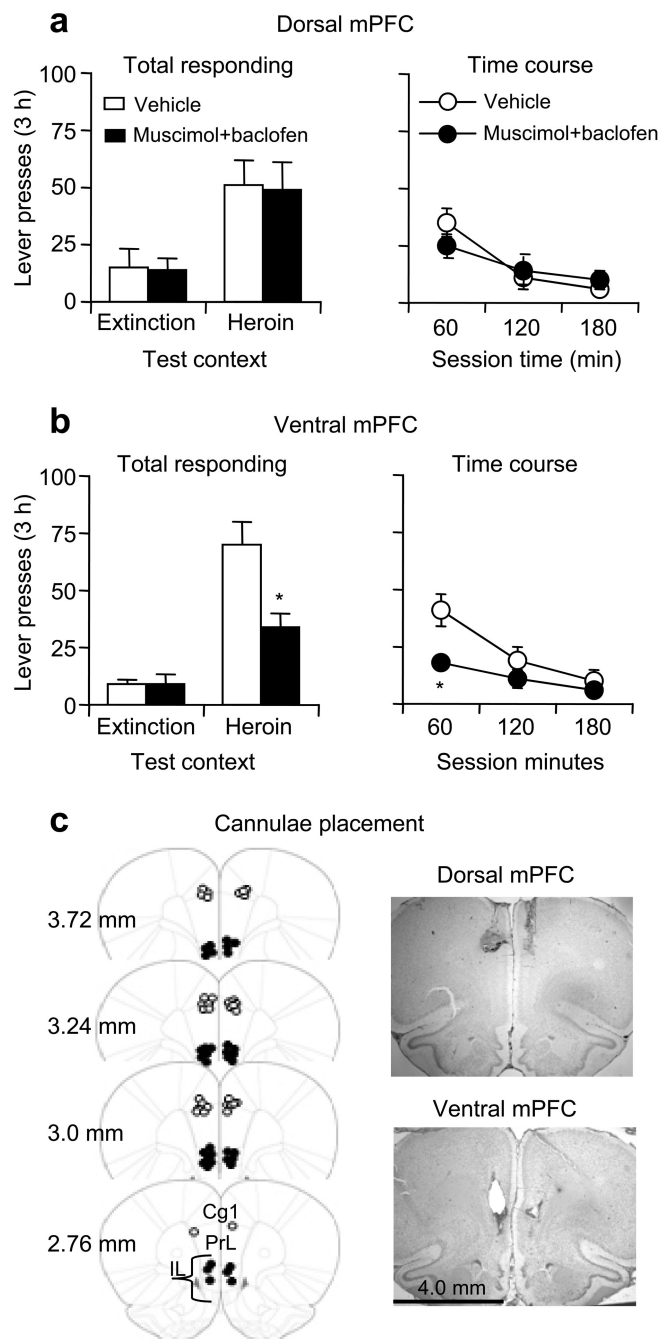 a
Dorsal mPFC
Total responding
Time course
Lever presses (3 h)
100
75
50
25
0
Vehicle
Muscimol+baclofen
Vehicle
Muscimol+baclofen
Extinction
Heroin
60
120
180
Test context
Session time (min)
b
Ventral mPFC
Total responding
Time course
Lever presses (3 h)
100
75
50
25
0
*
*
Extinction
Heroin
60
120
180
Test context
Session minutes
c
Cannulae placement
3.72 mm
3.24 mm
3.0 mm
2.76 mm
Cg1
PrL
IL
Dorsal mPFC
Ventral mPFC
4.0 mm